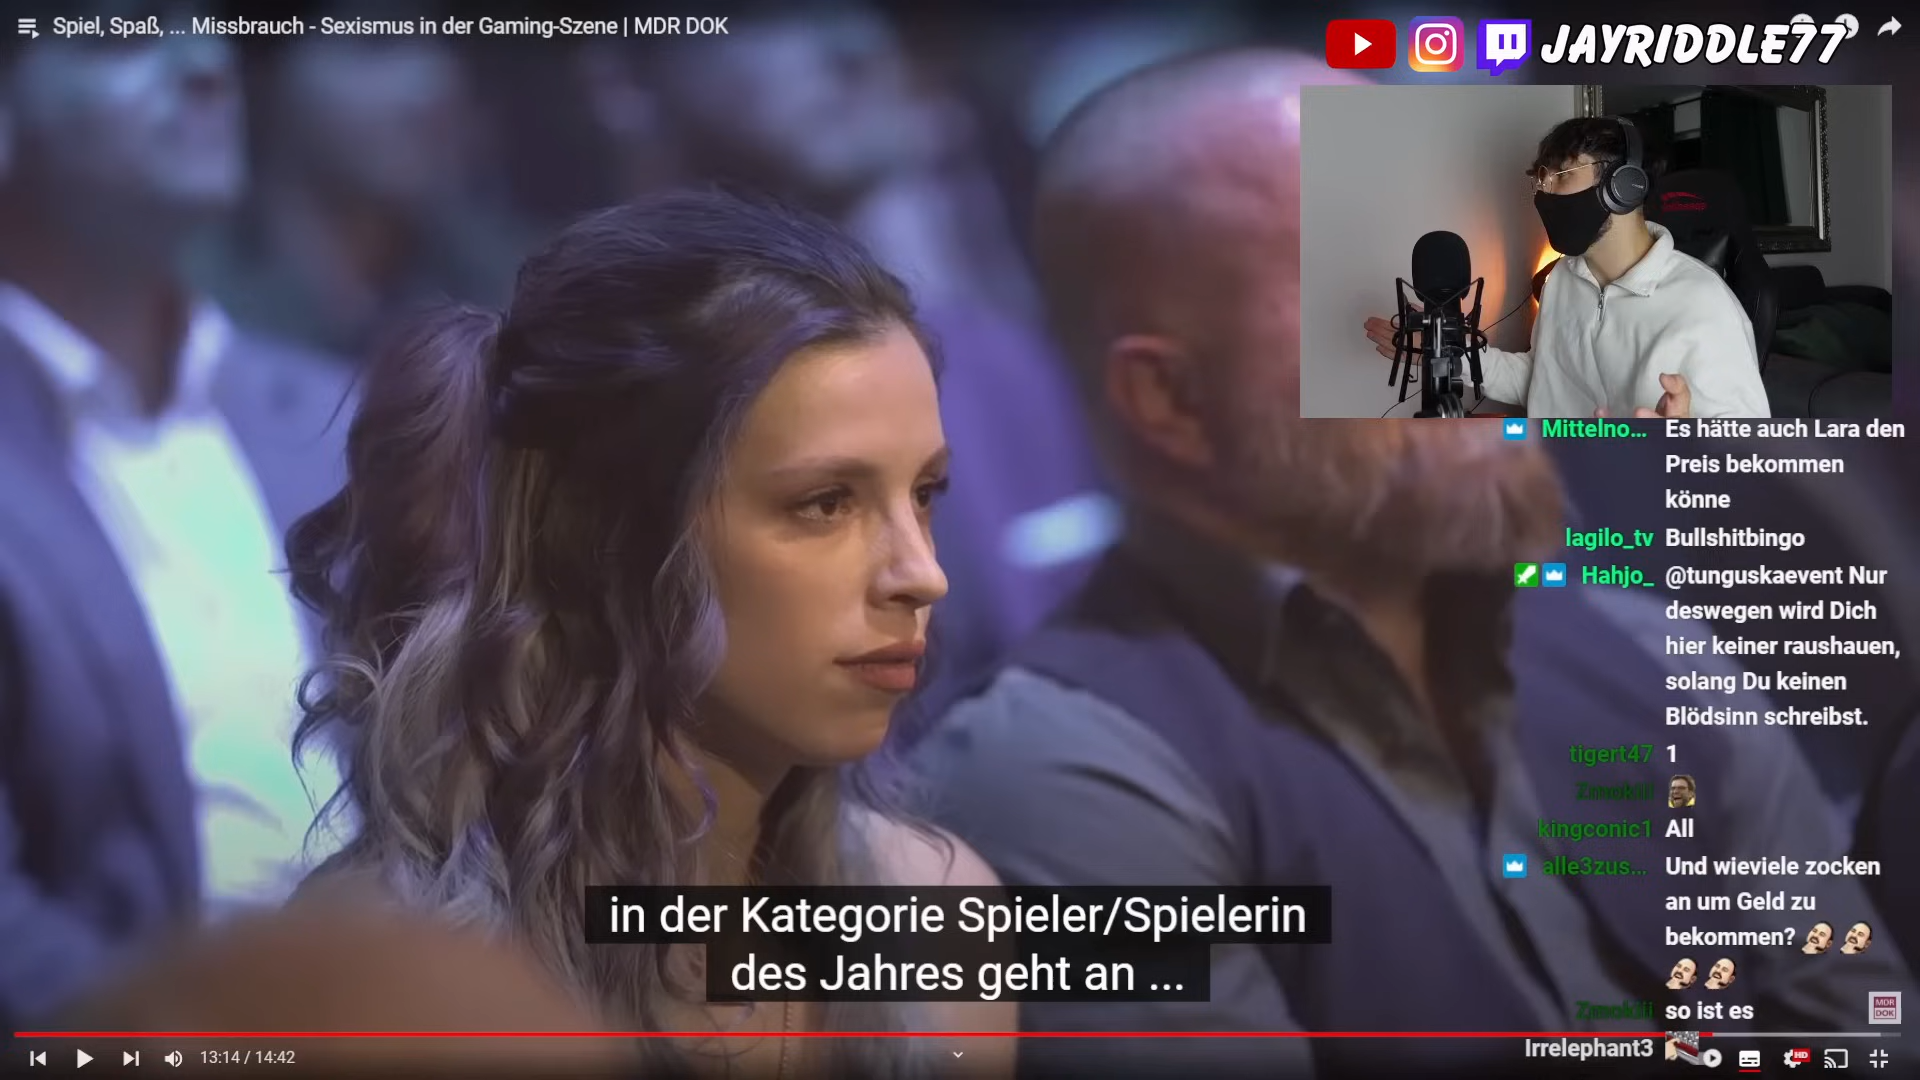 Spiel, Spaß, ... Missbrauch - Sexismus in der Gaming-Szene | MDR DOK
JAYRIDDLE77
Mittelno... Es hätte auch Lara den
Preis bekommen
könne
lagilo_tv Bullshitbingo
Hahjo_ @tunguskaevent Nur
deswegen wird Dich
hier keiner raushauen,
solang Du keinen
Blödsinn schreibst.
tigert47 1
kingconic1 All
alle3zus... Und wieviele zocken
an um Geld zu
bekommen?
so ist es
Irrelephant3
in der Kategorie Spieler/Spielerin
des Jahres geht an ...
MDR
DOK
13:14 / 14:42
HD